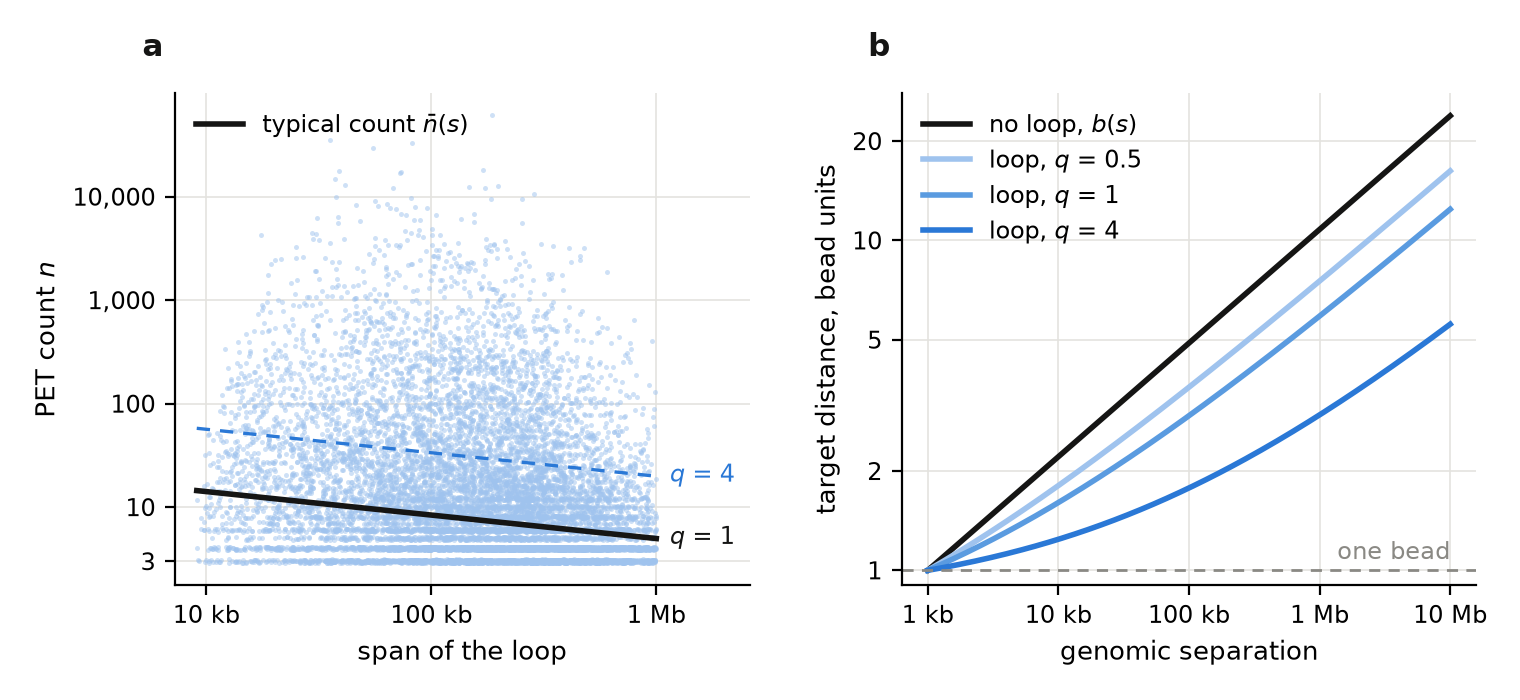 a
typical count n̄(s)
10,000
1,000
100
10
3
PET count n
q = 4
q = 1
10 kb
100 kb
1 Mb
span of the loop
b
no loop, b(s)
loop, q = 0.5
loop, q = 1
loop, q = 4
20
10
5
2
1
target distance, bead units
one bead
1 kb
10 kb
100 kb
1 Mb
10 Mb
genomic separation